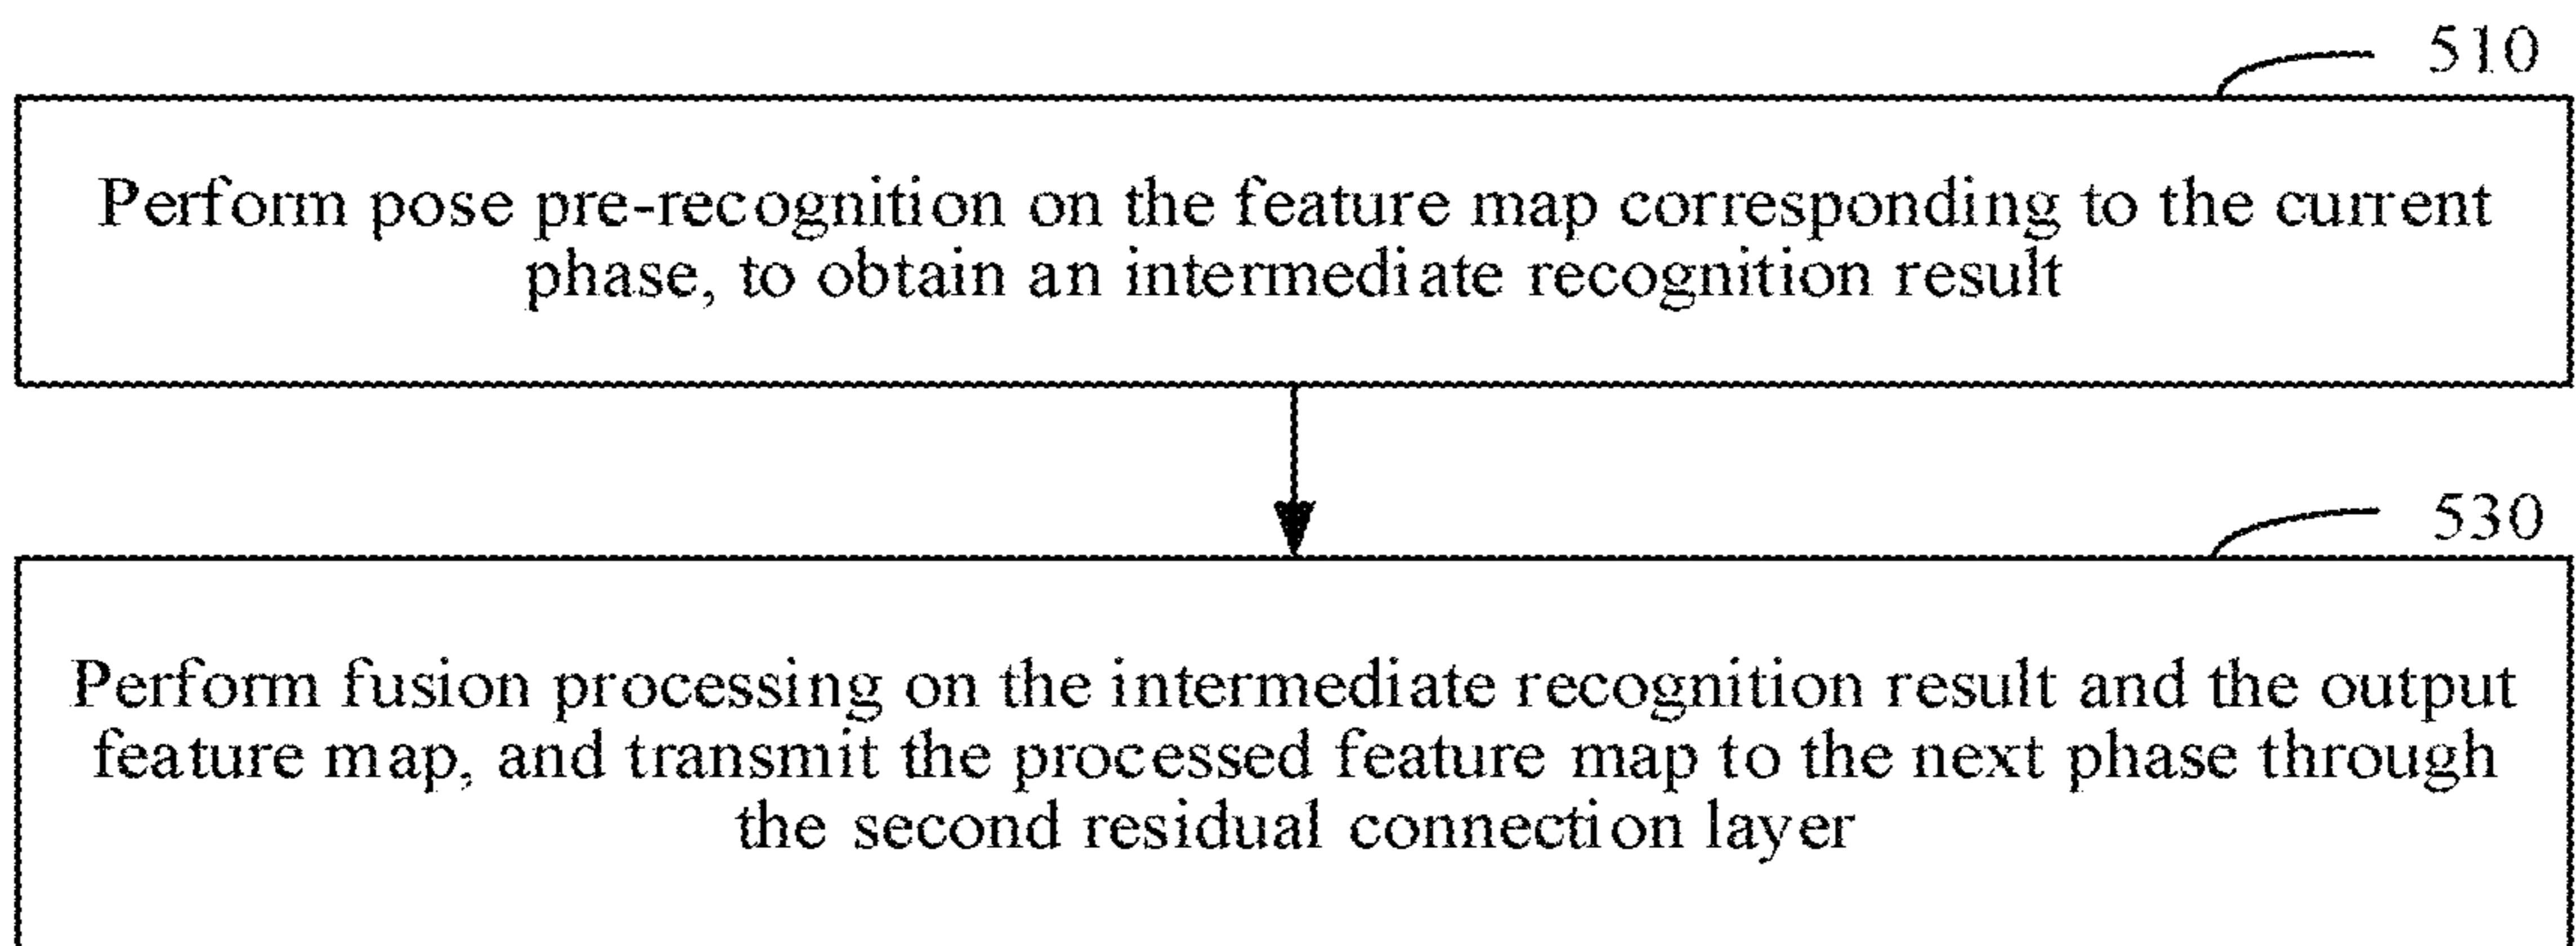 510
Perform pose pre-recognition on the feature map corresponding to the current
phase, to obtain an intermediate recognition result
530
Perform fusion processing on the intermediate recognition result and the output
feature map, and transmit the processed feature map to the next phase through
the second residual connection layer